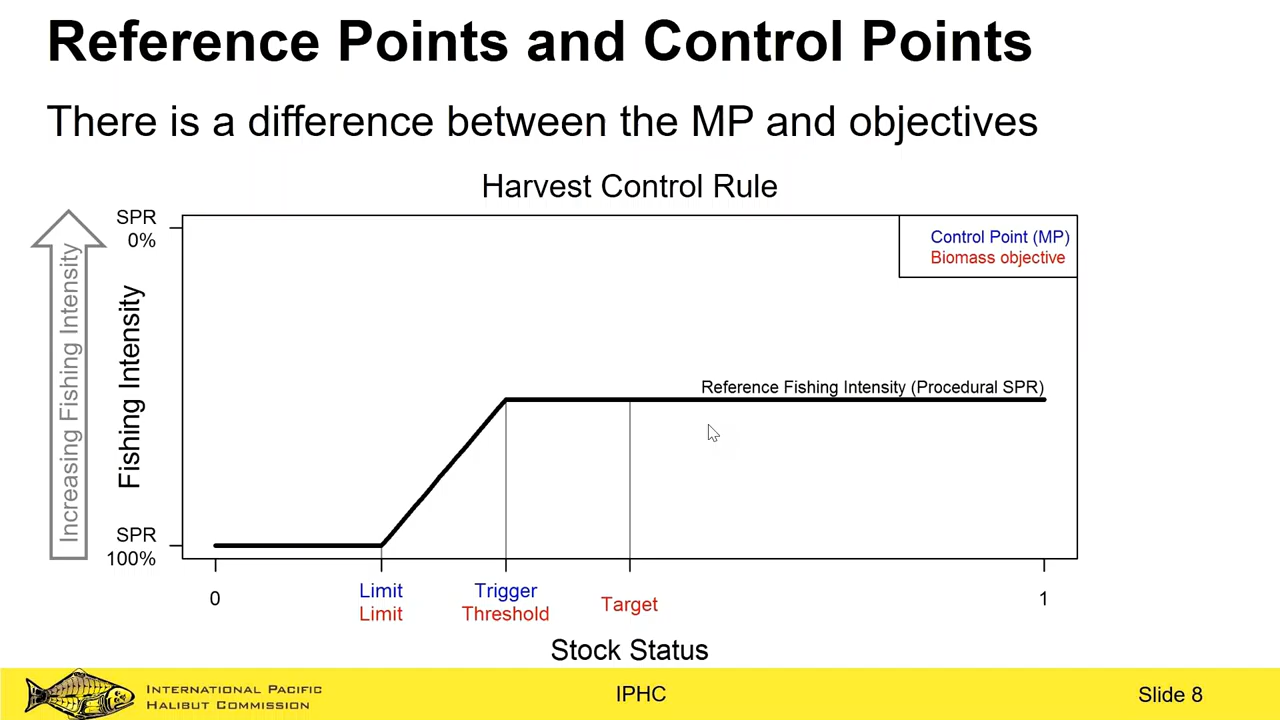 Reference Points and Control Points
There is a difference between the MP and objectives
Harvest Control Rule
SPR
0%
Control Point (MP)
Biomass objective
Increasing Fishing Intensity
Fishing Intensity
Reference Fishing Intensity (Procedural SPR)
SPR
100%
0
Limit
Limit
Trigger
Threshold
Target
1
Stock Status
INTERNATIONAL PACIFIC
HALIBUT COMMISSION
IPHC
Slide 8